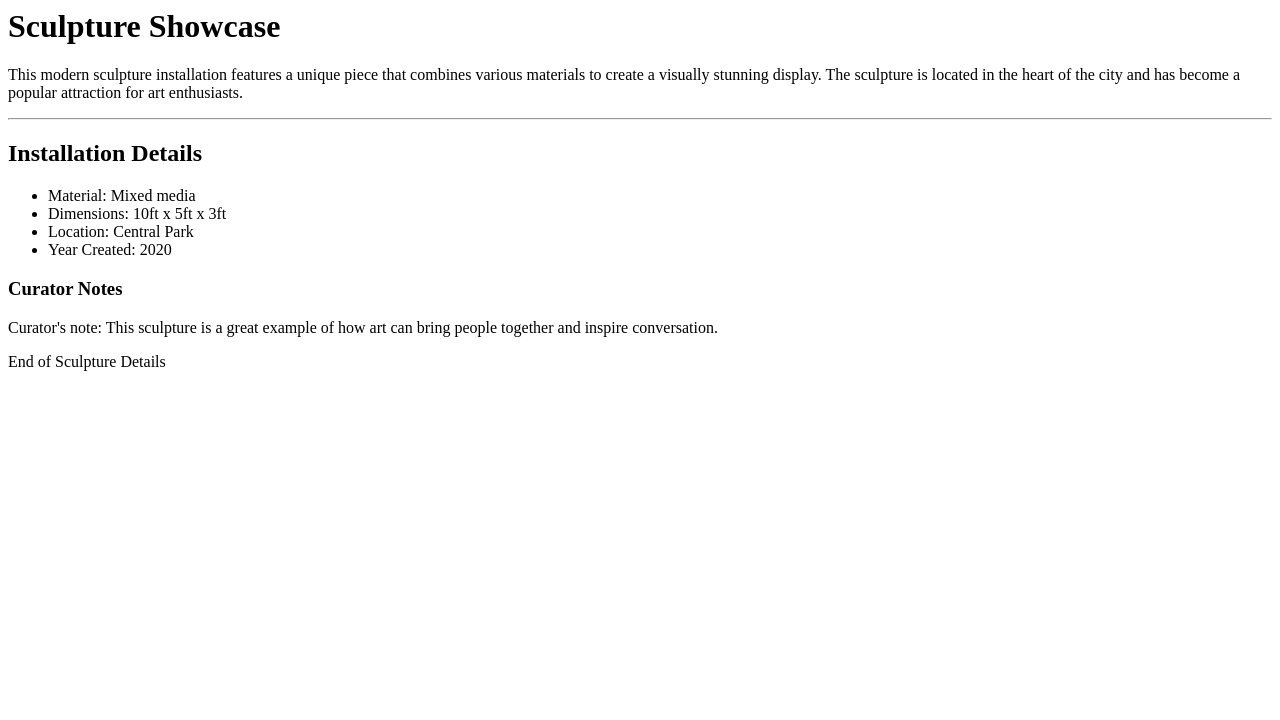 Sculpture Showcase
This modern sculpture installation features a unique piece that combines various materials to create a visually stunning display. The sculpture is located in the heart of the city and has become a
popular attraction for art enthusiasts.
Installation Details
Material: Mixed media
Dimensions: 10ft x 5ft x 3ft
Location: Central Park
Year Created: 2020
Curator Notes
Curator's note: This sculpture is a great example of how art can bring people together and inspire conversation.
End of Sculpture Details